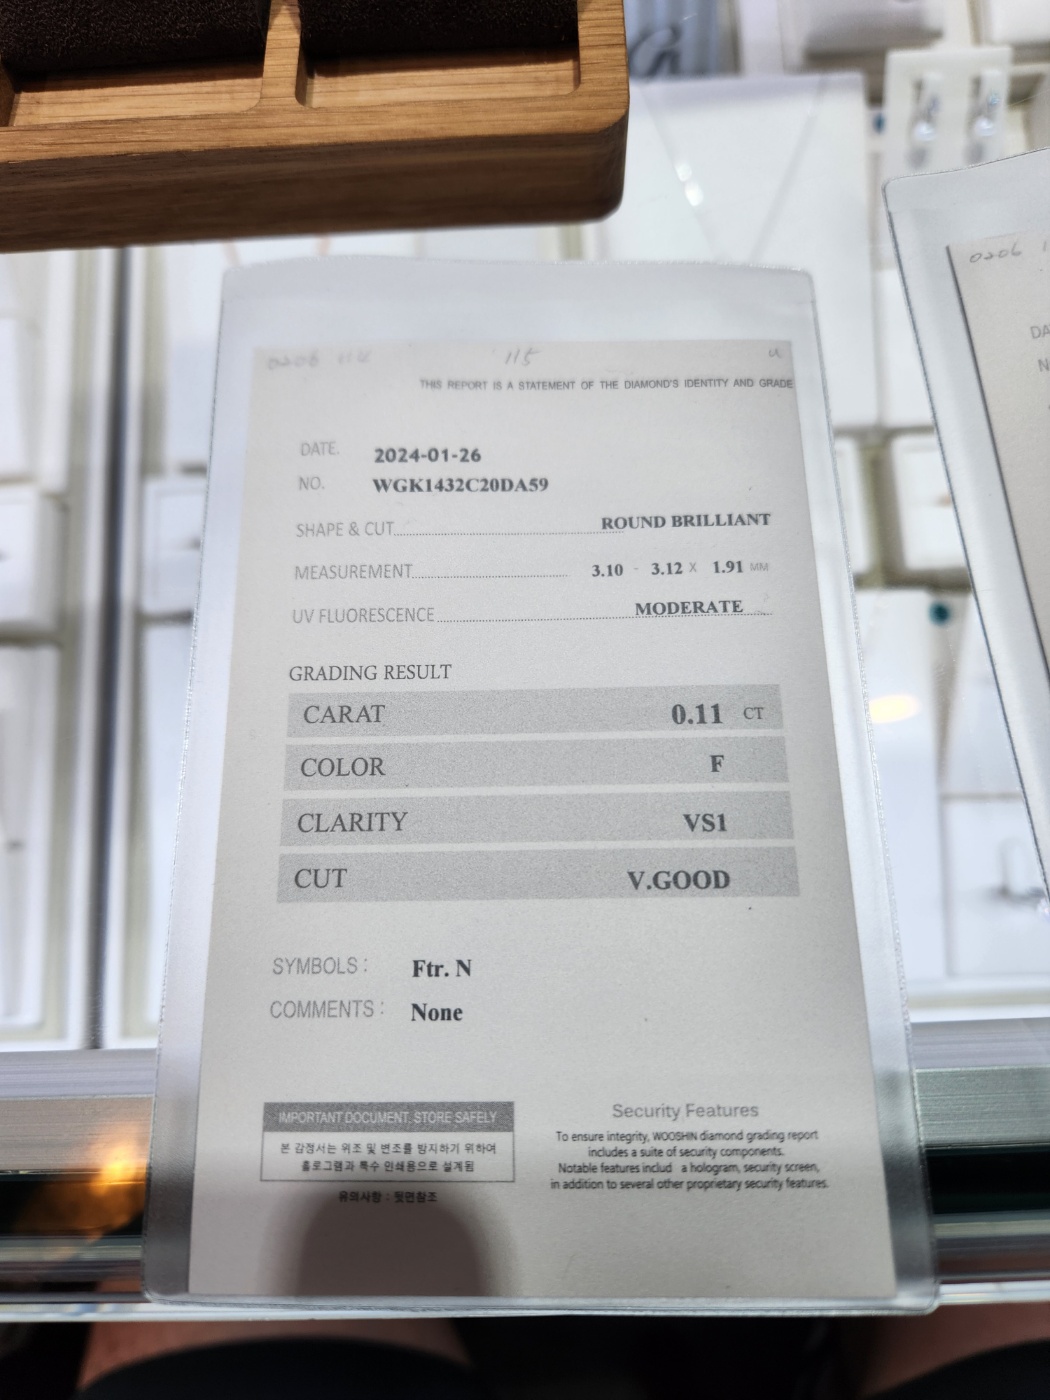 115
THIS REPORT IS A STATEMENT OF THE DIAMOND'S IDENTITY AND GRADE
DATE. 2024-01-26
NO. WGK1432C20DA59
SHAPE & CUT ROUND BRILLIANT
MEASUREMENT 3.10 - 3.12 X 1.91 MM
UV FLUORESCENCE MODERATE
GRADING RESULT
CARAT 0.11 CT
COLOR F
CLARITY VS1
CUT V.GOOD
SYMBOLS : Ftr. N
COMMENTS : None
IMPORTANT DOCUMENT. STORE SAFELY
본 감정서는 위조 및 변조를 방지하기 위하여
홀로그램과 특수 인쇄용으로 설계됨
유의사항 : 뒷면참조
Security Features
To ensure integrity, WOOSHIN diamond grading report
includes a suite of security components.
Notable features includ a hologram, security screen,
in addition to several other proprietary security features.
0206
DA
N